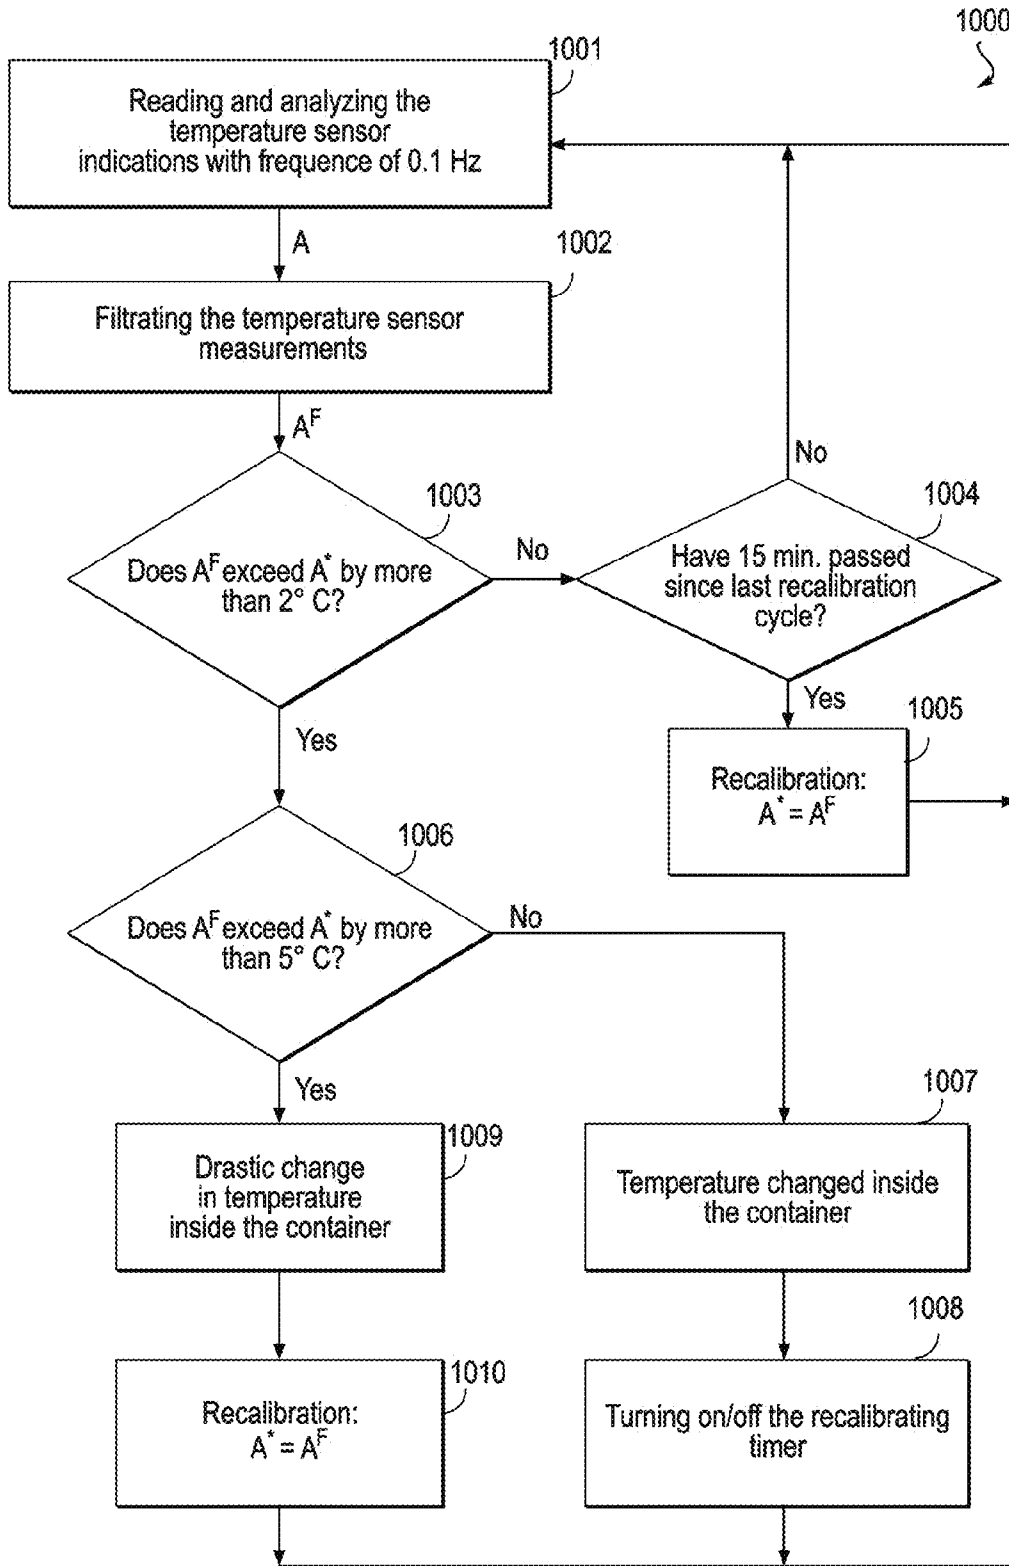 1000
1001
Reading and analyzing the
temperature sensor
indications with frequence of 0.1 Hz
A
1002
Filtrating the temperature sensor
measurements
A^F
1003
Does A^F exceed A* by more
than 2° C?
No
Yes
1004
Have 15 min. passed
since last recalibration
cycle?
No
Yes
1005
Recalibration:
A* = A^F
1006
Does A^F exceed A* by more
than 5° C?
No
Yes
1009
Drastic change
in temperature
inside the container
1007
Temperature changed inside
the container
1010
Recalibration:
A* = A^F
1008
Turning on/off the recalibrating
timer